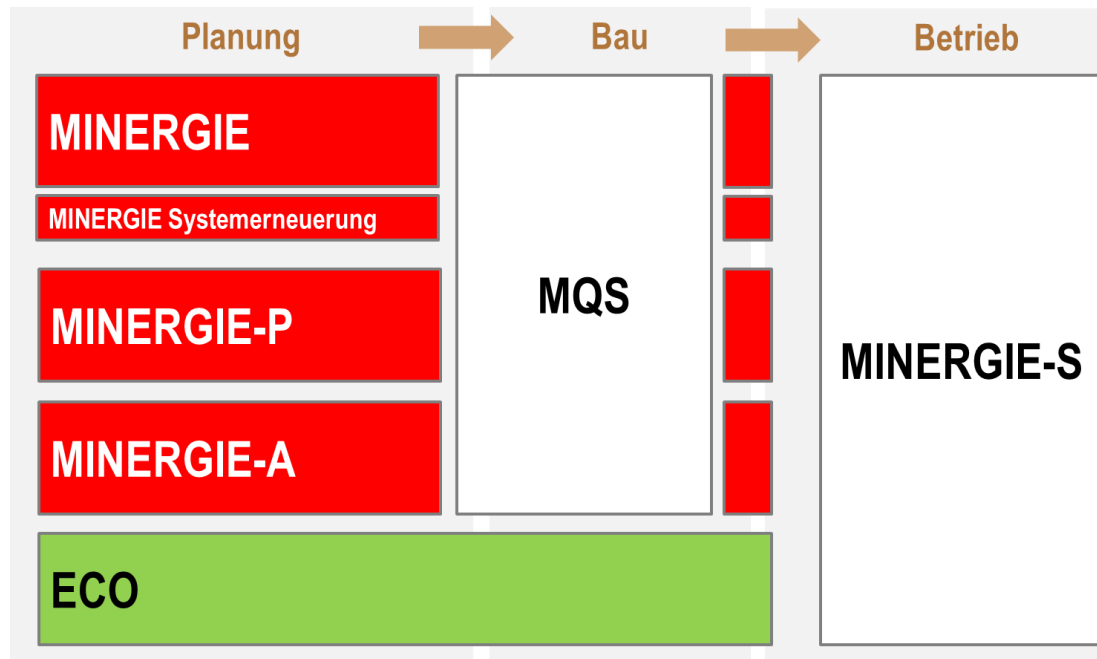 Planung
Bau
Betrieb
MINERGIE
MINERGIE Systemerneuerung
MINERGIE-P
MINERGIE-A
MQS
MINERGIE-S
ECO